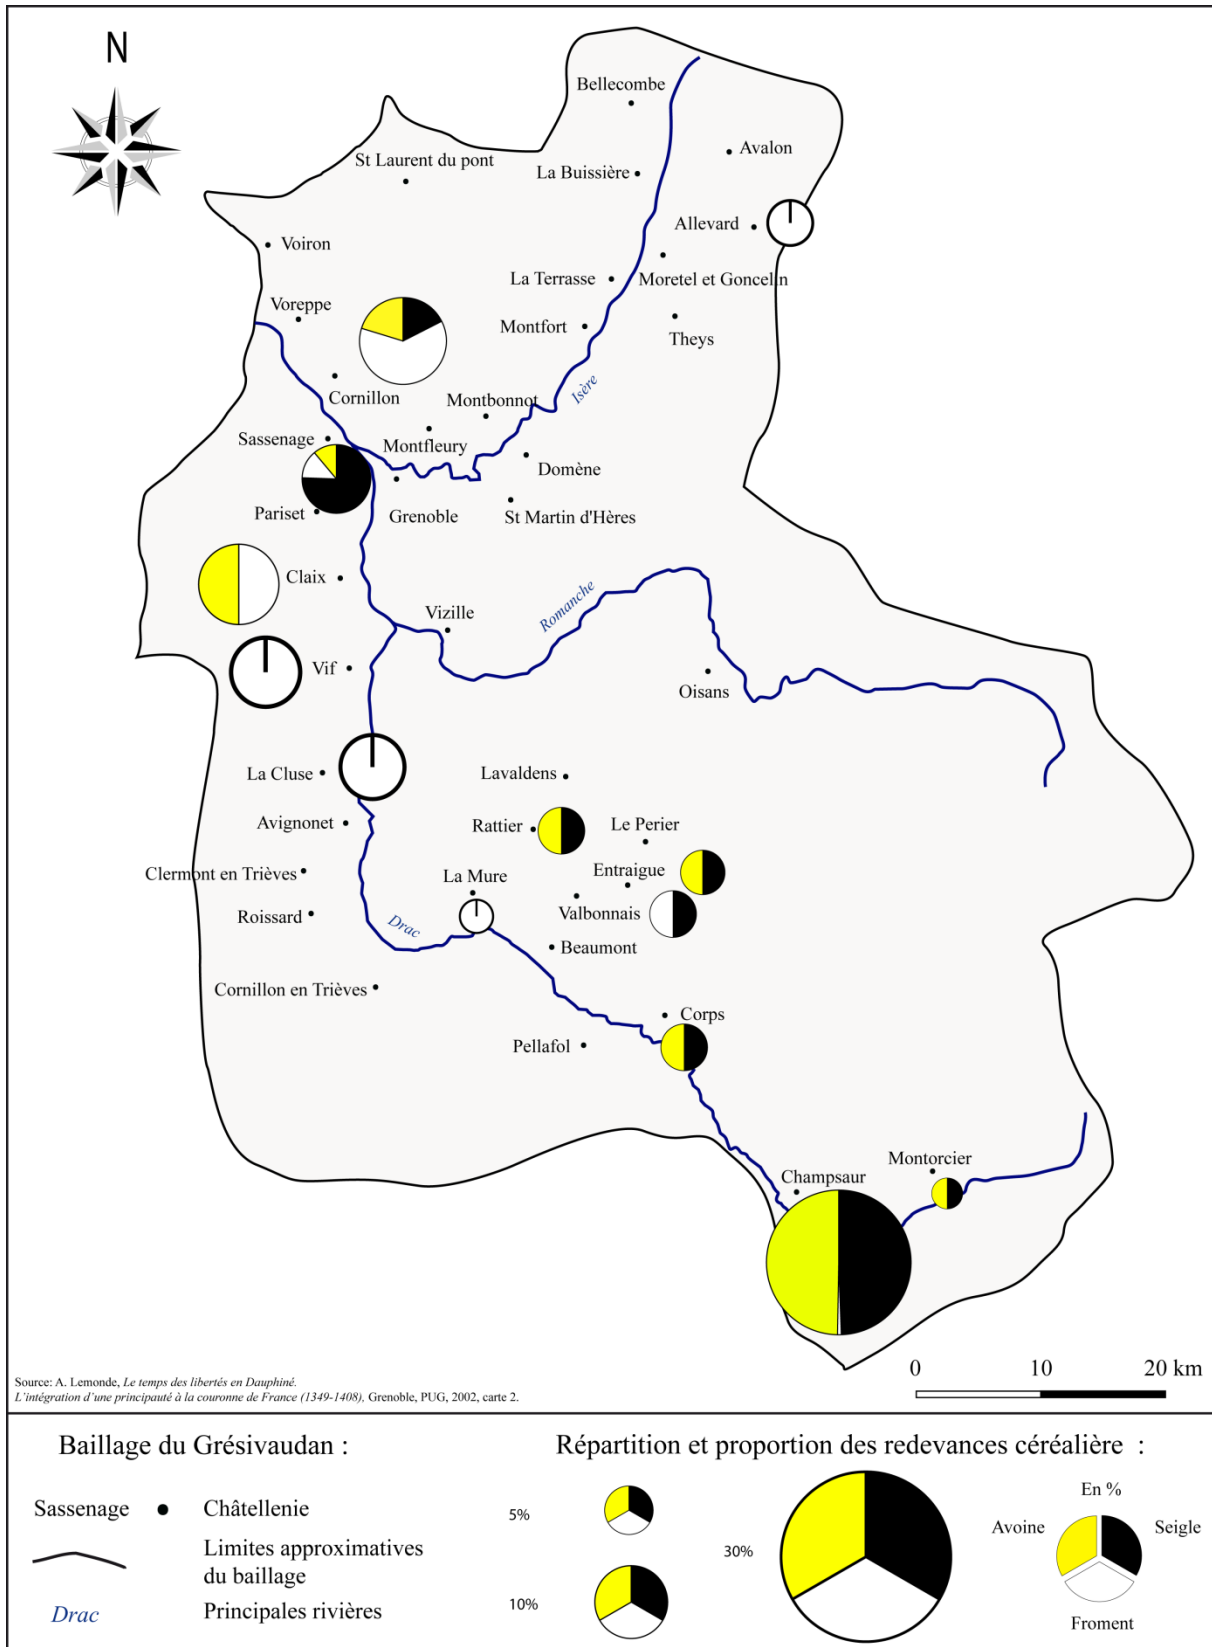 N
Bellecombe
Avalon
St Laurent du pont
La Buissière
Allevard
Voiron
La Terrasse
Moretel et Goncelin
Voreppe
Montfort
Theys
Cornillon
Isère
Montbonnot
Sassenage
Montfleury
Domène
Pariset
Grenoble
St Martin d'Hères
Claix
Vizille
Romanche
Vif
Oisans
La Cluse
Lavaldens
Avignonet
Rattier
Le Perier
Clermont en Trièves
La Mure
Entraigue
Roissard
Drac
Valbonnais
Beaumont
Cornillon en Trièves
Corps
Pellafol
Montorcier
Champsaur
0 10 20 km
Source: A. Lemonde, Le temps des libertés en Dauphiné.
L'intégration d'une principauté à la couronne de France (1349-1408), Grenoble, PUG, 2002, carte 2.
Baillage du Grésivaudan :
Sassenage Châtellenie
Limites approximatives
du baillage
Drac Principales rivières
Répartition et proportion des redevances céréalière :
5%
10%
30%
En %
Avoine Seigle
Froment